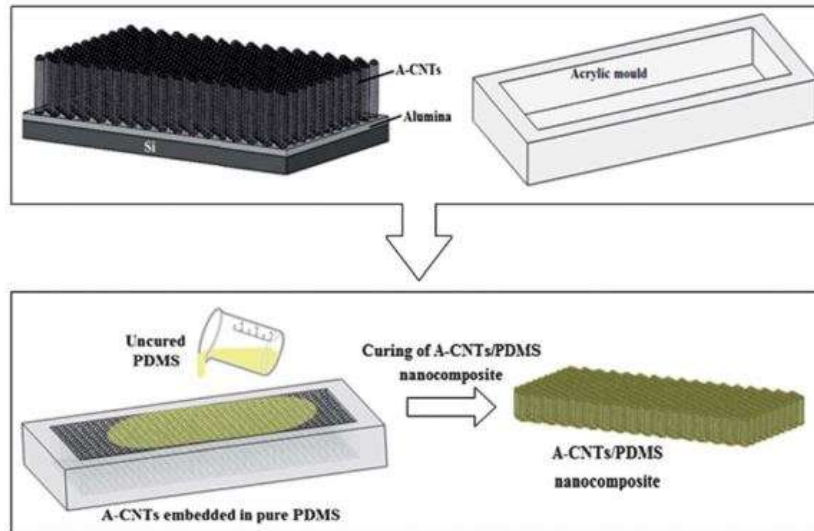 A-CNTs
Acrylic mould
Alumina
Si
Uncured
PDMS
Curing of A-CNTs/PDMS
nanocomposite
A-CNTs/PDMS
nanocomposite
A-CNTs embedded in pure PDMS